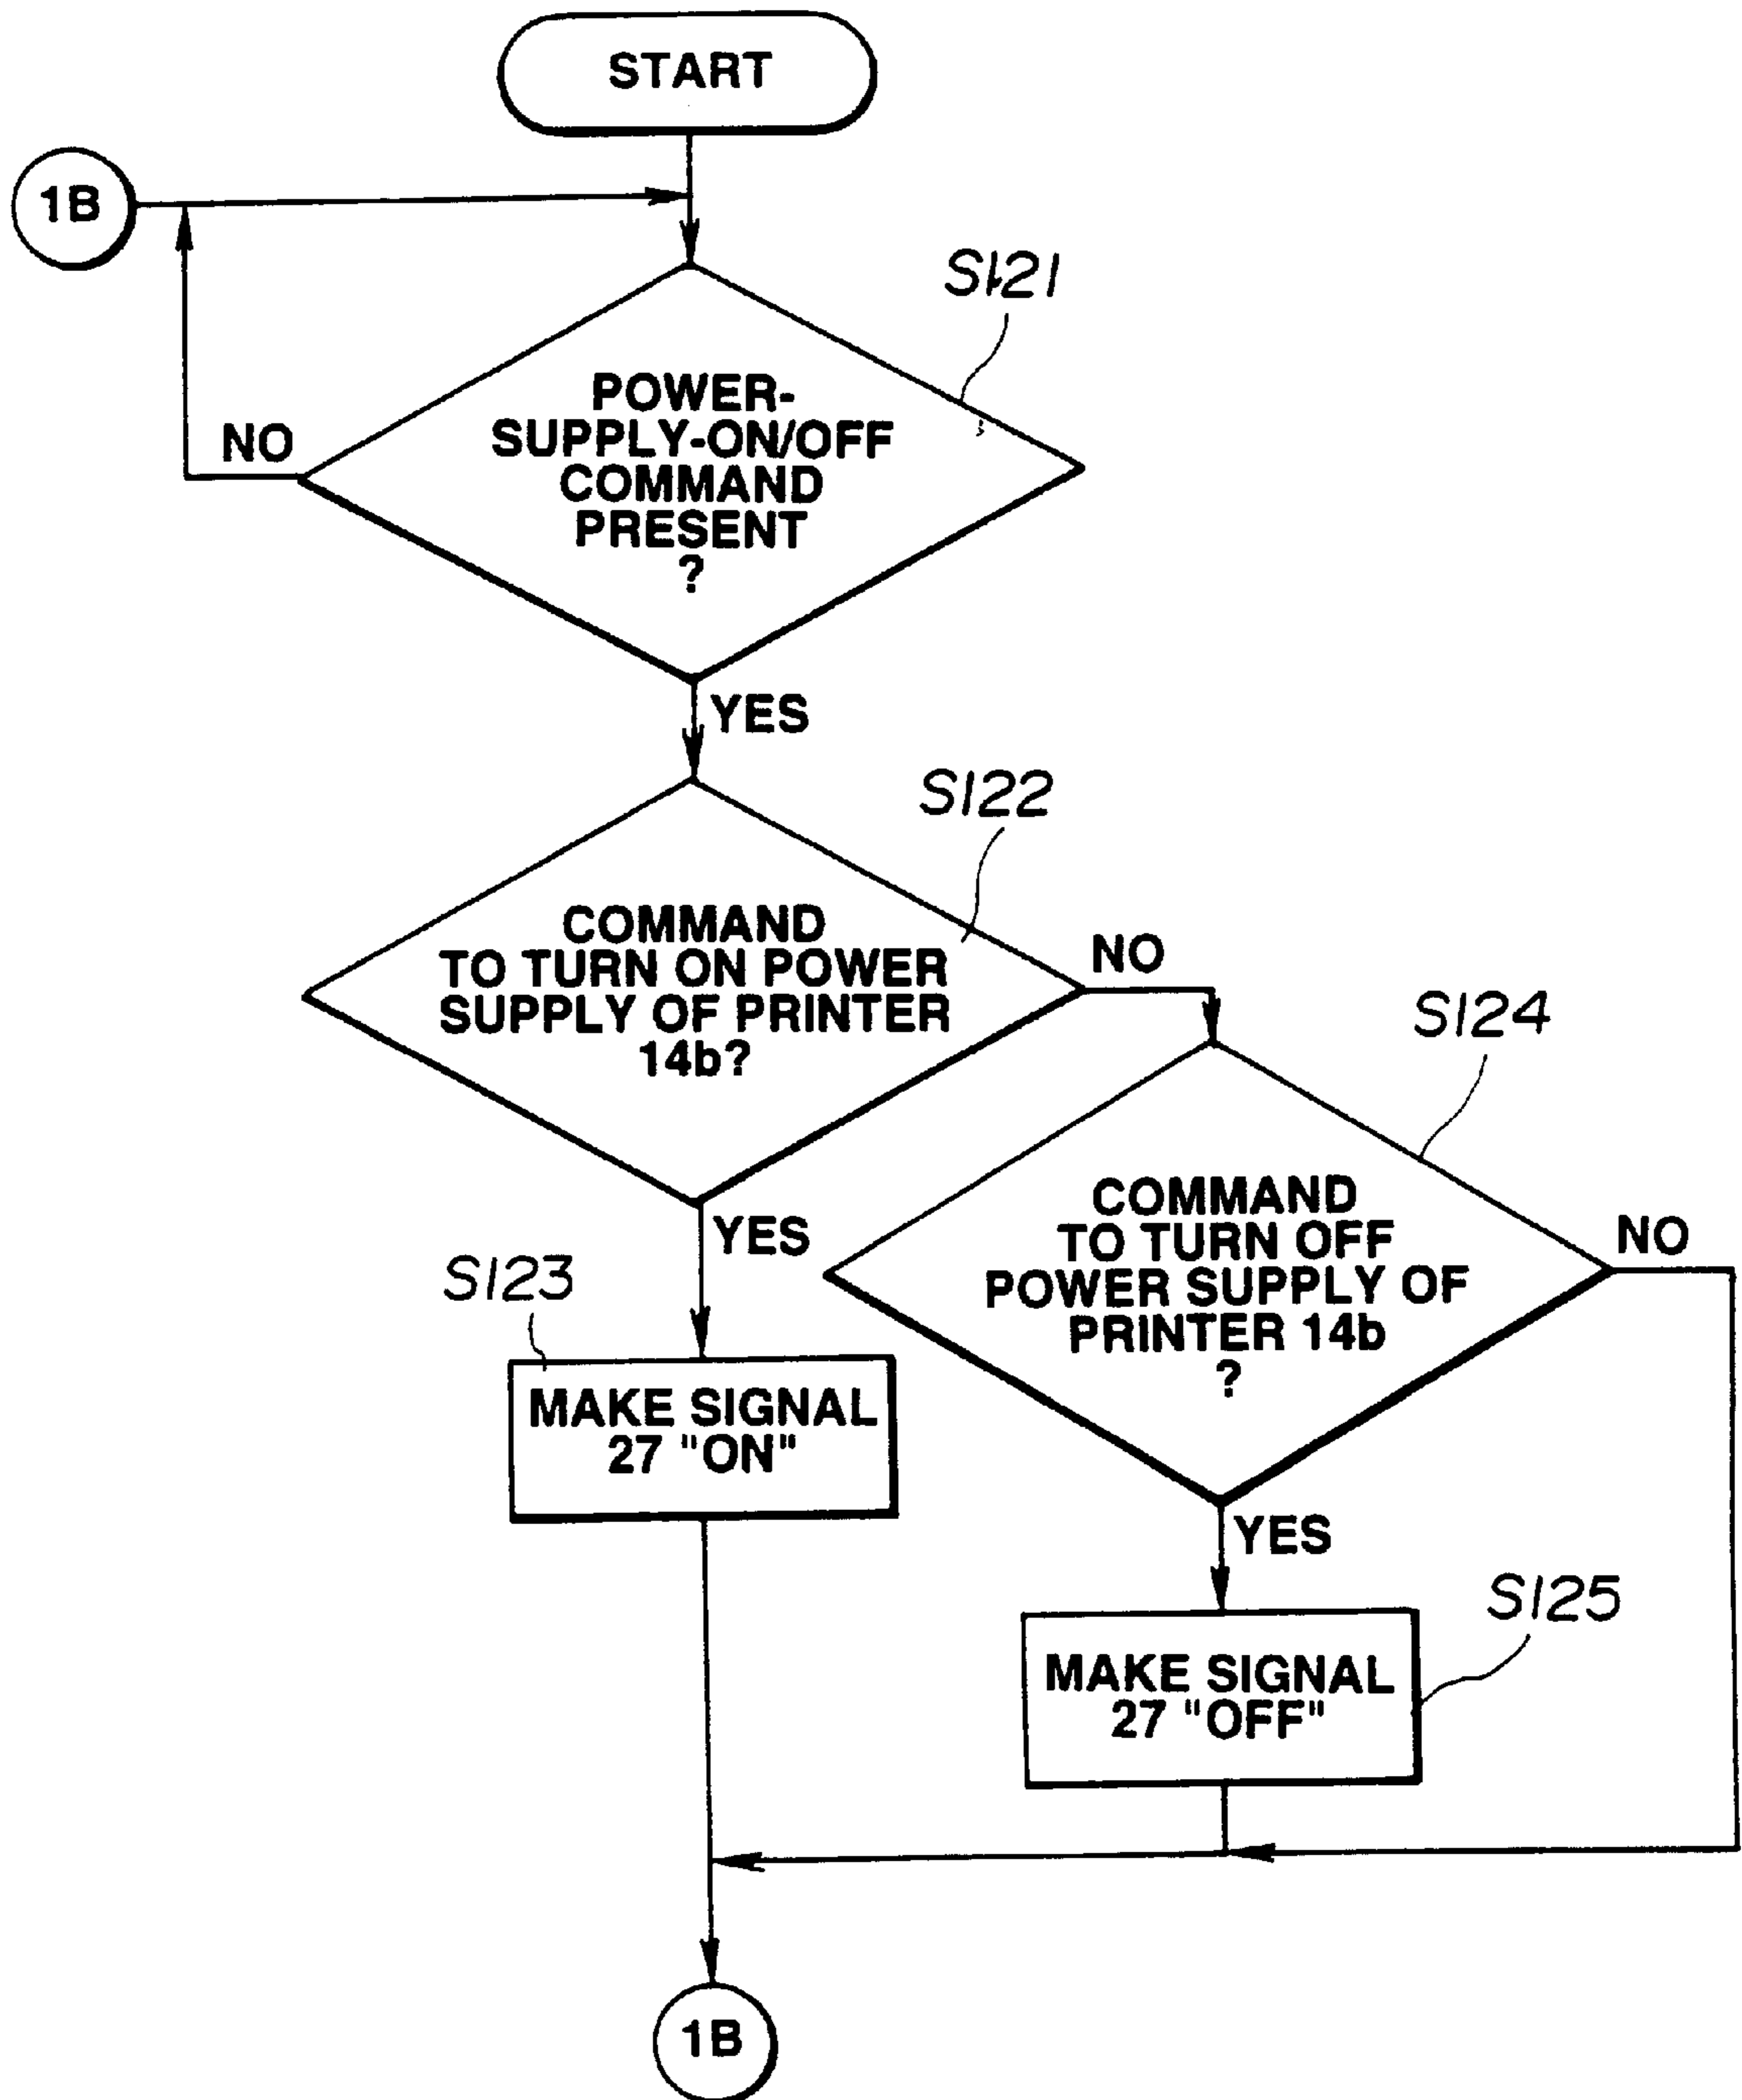 START
1B
S121
POWER-
SUPPLY-ON/OFF
COMMAND
PRESENT
?
NO
YES
S122
COMMAND
TO TURN ON POWER
SUPPLY OF PRINTER
14b?
NO
S124
YES
COMMAND
TO TURN OFF
POWER SUPPLY OF
PRINTER 14b
?
NO
S123
MAKE SIGNAL
27 "ON"
YES
S125
MAKE SIGNAL
27 "OFF"
1B